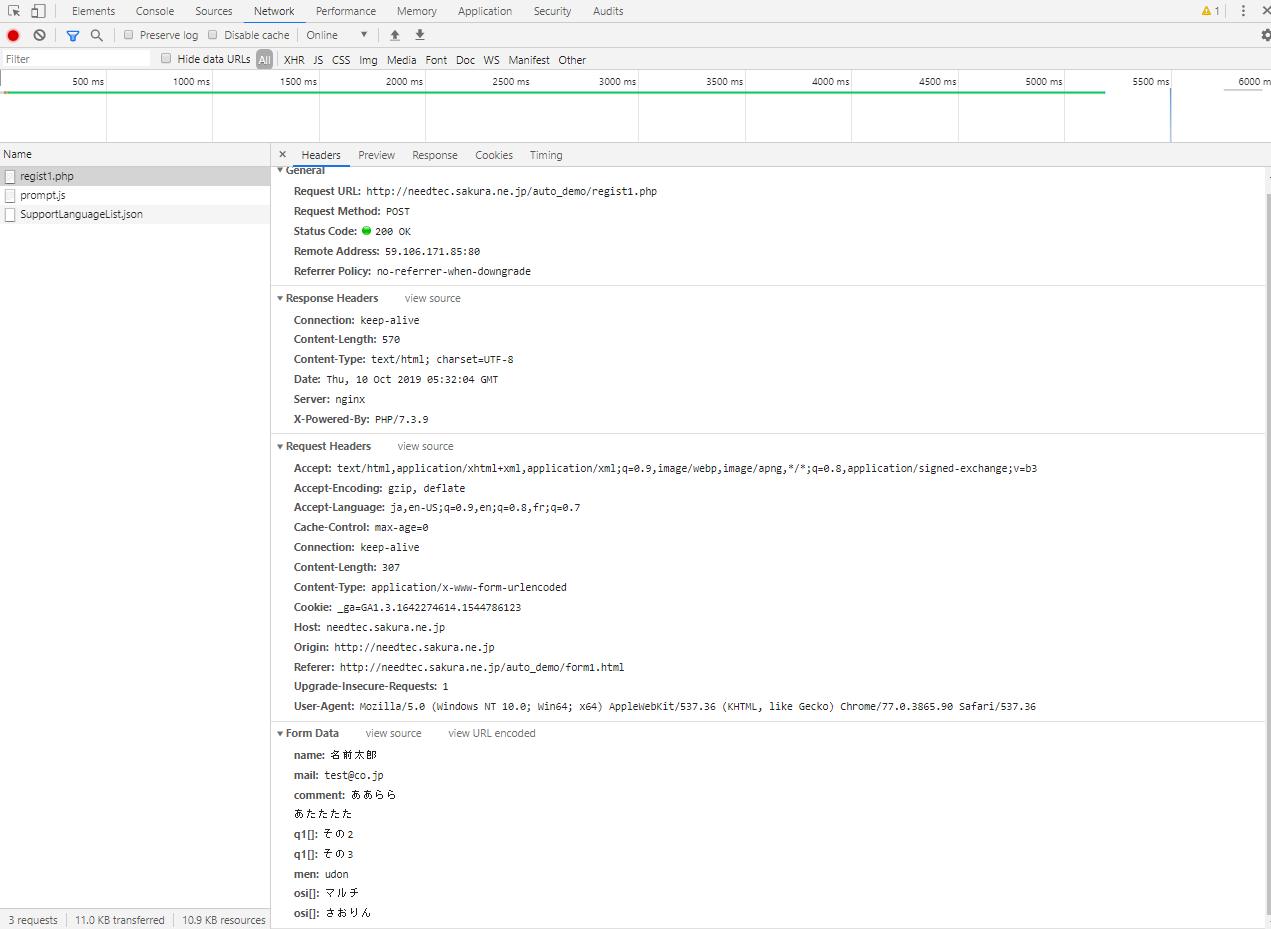 Elements Console Sources Network Performance Memory Application Security Audits 1
Preserve log Disable cache Online
Filter Hide data URLs All XHR JS CSS Img Media Font Doc WS Manifest Other
500 ms 1000 ms 1500 ms 2000 ms 2500 ms 3000 ms 3500 ms 4000 ms 4500 ms 5000 ms 5500 ms 6000 m
Name
regist1.php
prompt.js
SupportLanguageList.json
Headers Preview Response Cookies Timing
General
Request URL: http://needtec.sakura.ne.jp/auto_demo/regist1.php
Request Method: POST
Status Code: 200 OK
Remote Address: 59.106.171.85:80
Referrer Policy: no-referrer-when-downgrade
Response Headers view source
Connection: keep-alive
Content-Length: 570
Content-Type: text/html; charset=UTF-8
Date: Thu, 10 Oct 2019 05:32:04 GMT
Server: nginx
X-Powered-By: PHP/7.3.9
Request Headers view source
Accept: text/html,application/xhtml+xml,application/xml;q=0.9,image/webp,image/apng,*/*;q=0.8,application/signed-exchange;v=b3
Accept-Encoding: gzip, deflate
Accept-Language: ja,en-US;q=0.9,en;q=0.8,fr;q=0.7
Cache-Control: max-age=0
Connection: keep-alive
Content-Length: 307
Content-Type: application/x-www-form-urlencoded
Cookie: _ga=GA1.3.1642274614.1544786123
Host: needtec.sakura.ne.jp
Origin: http://needtec.sakura.ne.jp
Referer: http://needtec.sakura.ne.jp/auto_demo/form1.html
Upgrade-Insecure-Requests: 1
User-Agent: Mozilla/5.0 (Windows NT 10.0; Win64; x64) AppleWebKit/537.36 (KHTML, like Gecko) Chrome/77.0.3865.90 Safari/537.36
Form Data view source view URL encoded
name: 名前太郎
mail: test@co.jp
comment: ああらら
あたたたた
q1[]: その2
q1[]: その3
men: udon
osi[]: マルチ
osi[]: さおりん
3 requests 11.0 KB transferred 10.9 KB resources